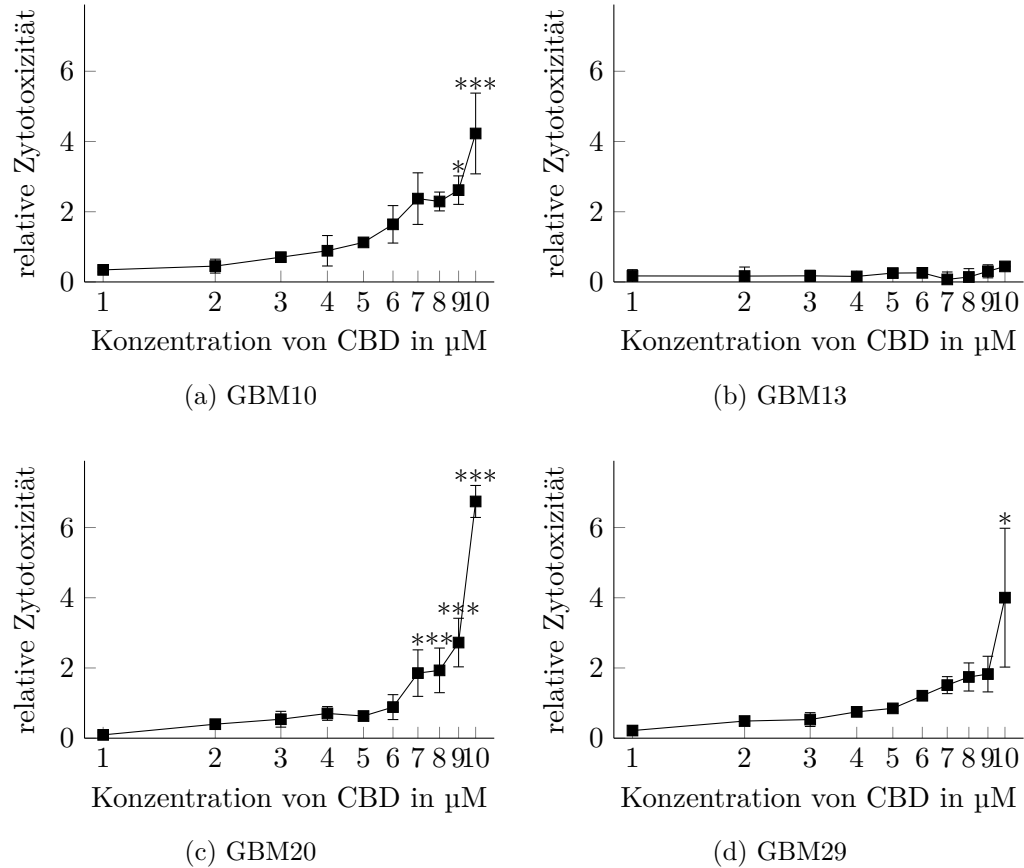 relative Zytotoxizität
6
4
2
0
***
*
1 2 3 4 5 6 7 8 9 10
Konzentration von CBD in µM
(a) GBM10
relative Zytotoxizität
6
4
2
0
1 2 3 4 5 6 7 8 9 10
Konzentration von CBD in µM
(b) GBM13
relative Zytotoxizität
6
4
2
0
***
***
****
1 2 3 4 5 6 7 8 9 10
Konzentration von CBD in µM
(c) GBM20
relative Zytotoxizität
6
4
2
0
*
1 2 3 4 5 6 7 8 9 10
Konzentration von CBD in µM
(d) GBM29